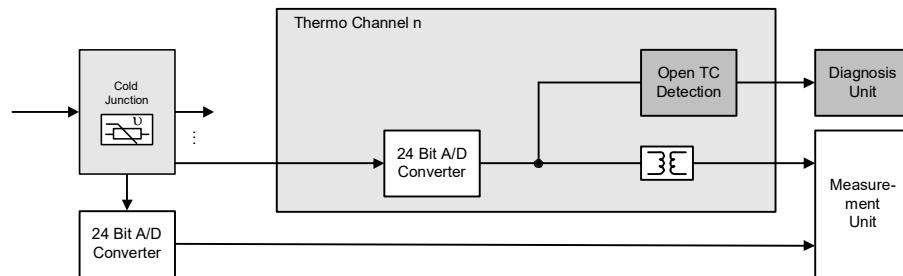 Thermo Channel n
Cold
Junction
υ
...
Open TC
Detection
Diagnosis
Unit
24 Bit A/D
Converter
Measure-
ment
Unit
24 Bit A/D
Converter